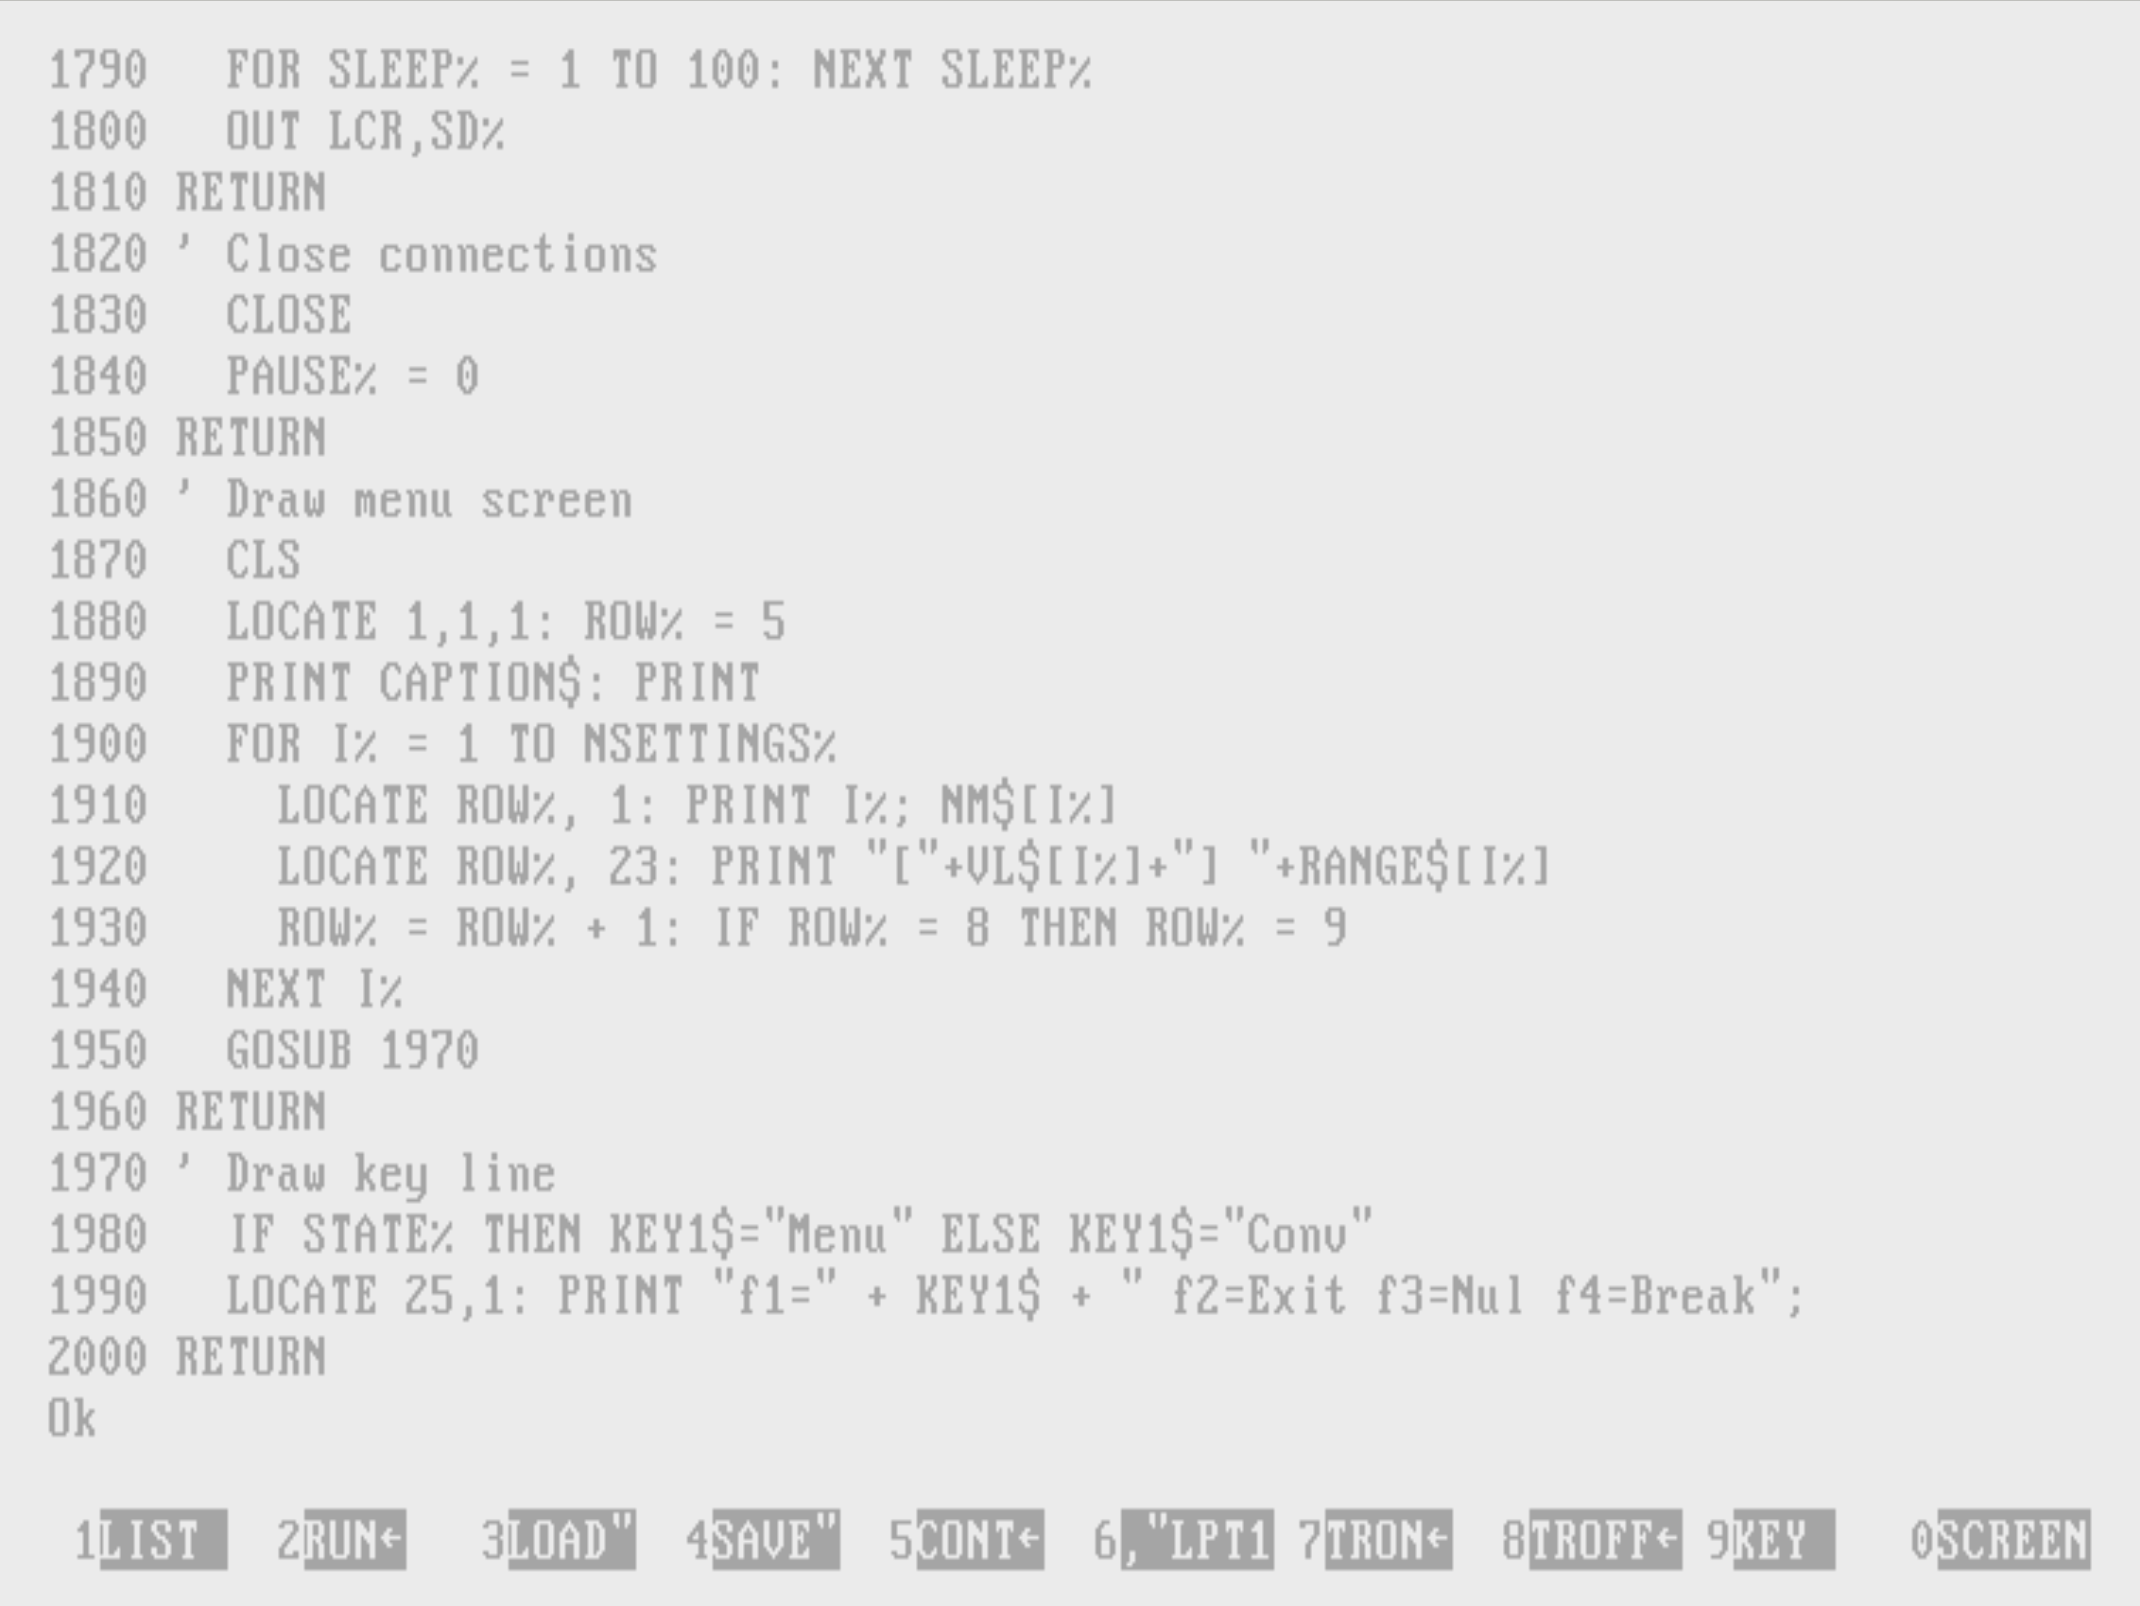 1790   FOR SLEEP% = 1 TO 100: NEXT SLEEP%
1800   OUT LCR,SD%
1810 RETURN
1820 ' Close connections
1830   CLOSE
1840   PAUSE% = 0
1850 RETURN
1860 ' Draw menu screen
1870   CLS
1880   LOCATE 1,1,1: ROW% = 5
1890   PRINT CAPTION$: PRINT
1900   FOR I% = 1 TO NSETTINGS%
1910     LOCATE ROW%, 1: PRINT I%; NM$[I%]
1920     LOCATE ROW%, 23: PRINT "["+VL$[I%]+"] "+RANGE$[I%]
1930     ROW% = ROW% + 1: IF ROW% = 8 THEN ROW% = 9
1940   NEXT I%
1950   GOSUB 1970
1960 RETURN
1970 ' Draw key line
1980   IF STATE% THEN KEY1$="Menu" ELSE KEY1$="Conv"
1990   LOCATE 25,1: PRINT "f1=" + KEY1$ + " f2=Exit f3=Nul f4=Break";
2000 RETURN
Ok
1LIST 2RUN← 3LOAD" 4SAVE" 5CONT← 6,"LPT1 7TRON← 8TROFF← 9KEY 0SCREEN